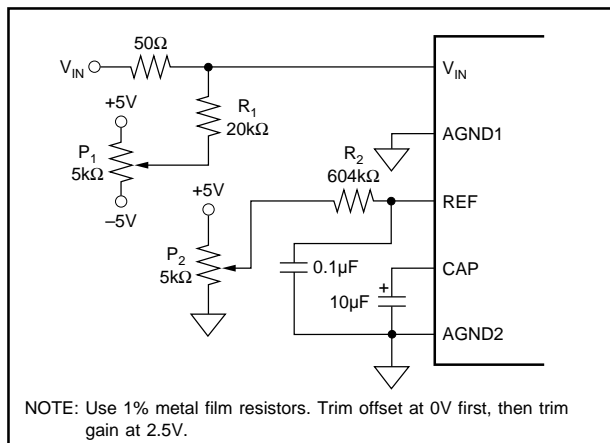 50Ω
V_IN
V_IN
+5V
R_1
20kΩ
AGND1
P_1
5kΩ
R_2
604kΩ
+5V
REF
–5V
P_2
5kΩ
0.1µF
CAP
+
10µF
AGND2
NOTE: Use 1% metal film resistors. Trim offset at 0V first, then trim
gain at 2.5V.